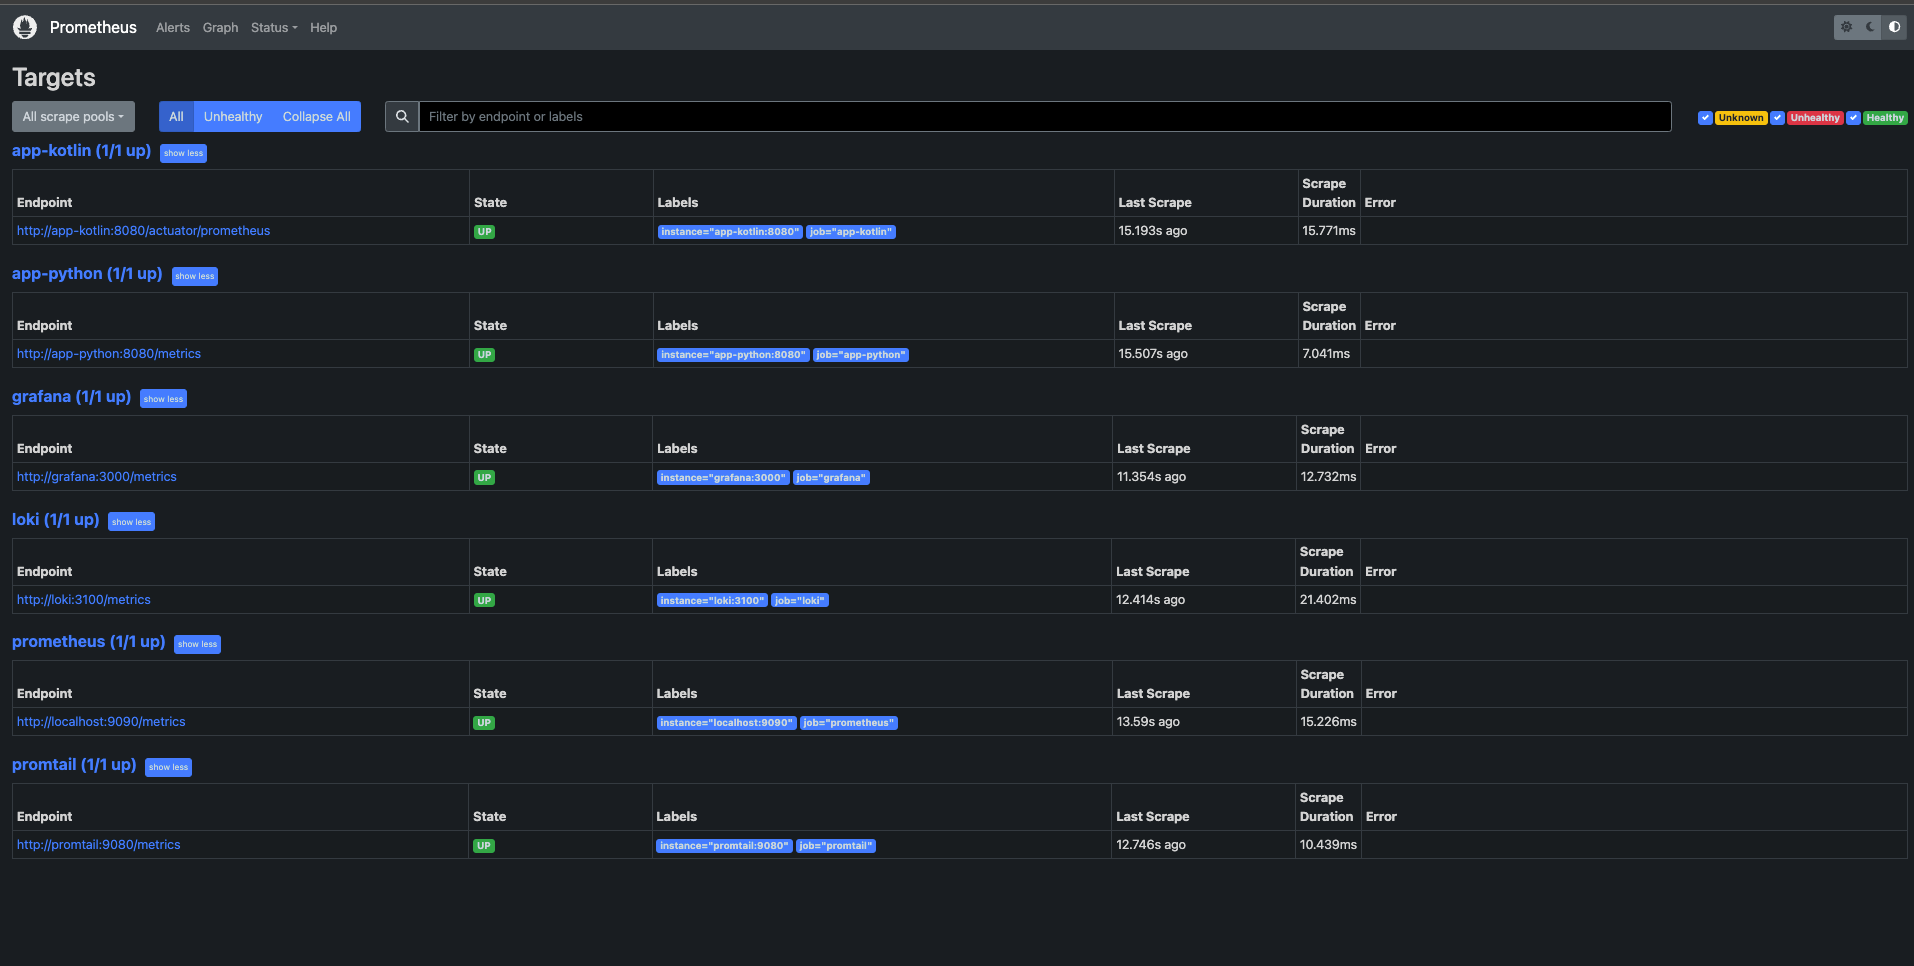 Prometheus Alerts Graph Status Help
Targets
All scrape pools All Unhealthy Collapse All Filter by endpoint or labels Unknown Unhealthy Healthy
app-kotlin (1/1 up) show less
Endpoint State Labels Last Scrape Scrape Duration Error
http://app-kotlin:8080/actuator/prometheus UP instance="app-kotlin:8080" job="app-kotlin" 15.193s ago 15.771ms
app-python (1/1 up) show less
Endpoint State Labels Last Scrape Scrape Duration Error
http://app-python:8080/metrics UP instance="app-python:8080" job="app-python" 15.507s ago 7.041ms
grafana (1/1 up) show less
Endpoint State Labels Last Scrape Scrape Duration Error
http://grafana:3000/metrics UP instance="grafana:3000" job="grafana" 11.354s ago 12.732ms
loki (1/1 up) show less
Endpoint State Labels Last Scrape Scrape Duration Error
http://loki:3100/metrics UP instance="loki:3100" job="loki" 12.414s ago 21.402ms
prometheus (1/1 up) show less
Endpoint State Labels Last Scrape Scrape Duration Error
http://localhost:9090/metrics UP instance="localhost:9090" job="prometheus" 13.59s ago 15.226ms
promtail (1/1 up) show less
Endpoint State Labels Last Scrape Scrape Duration Error
http://promtail:9080/metrics UP instance="promtail:9080" job="promtail" 12.746s ago 10.439ms